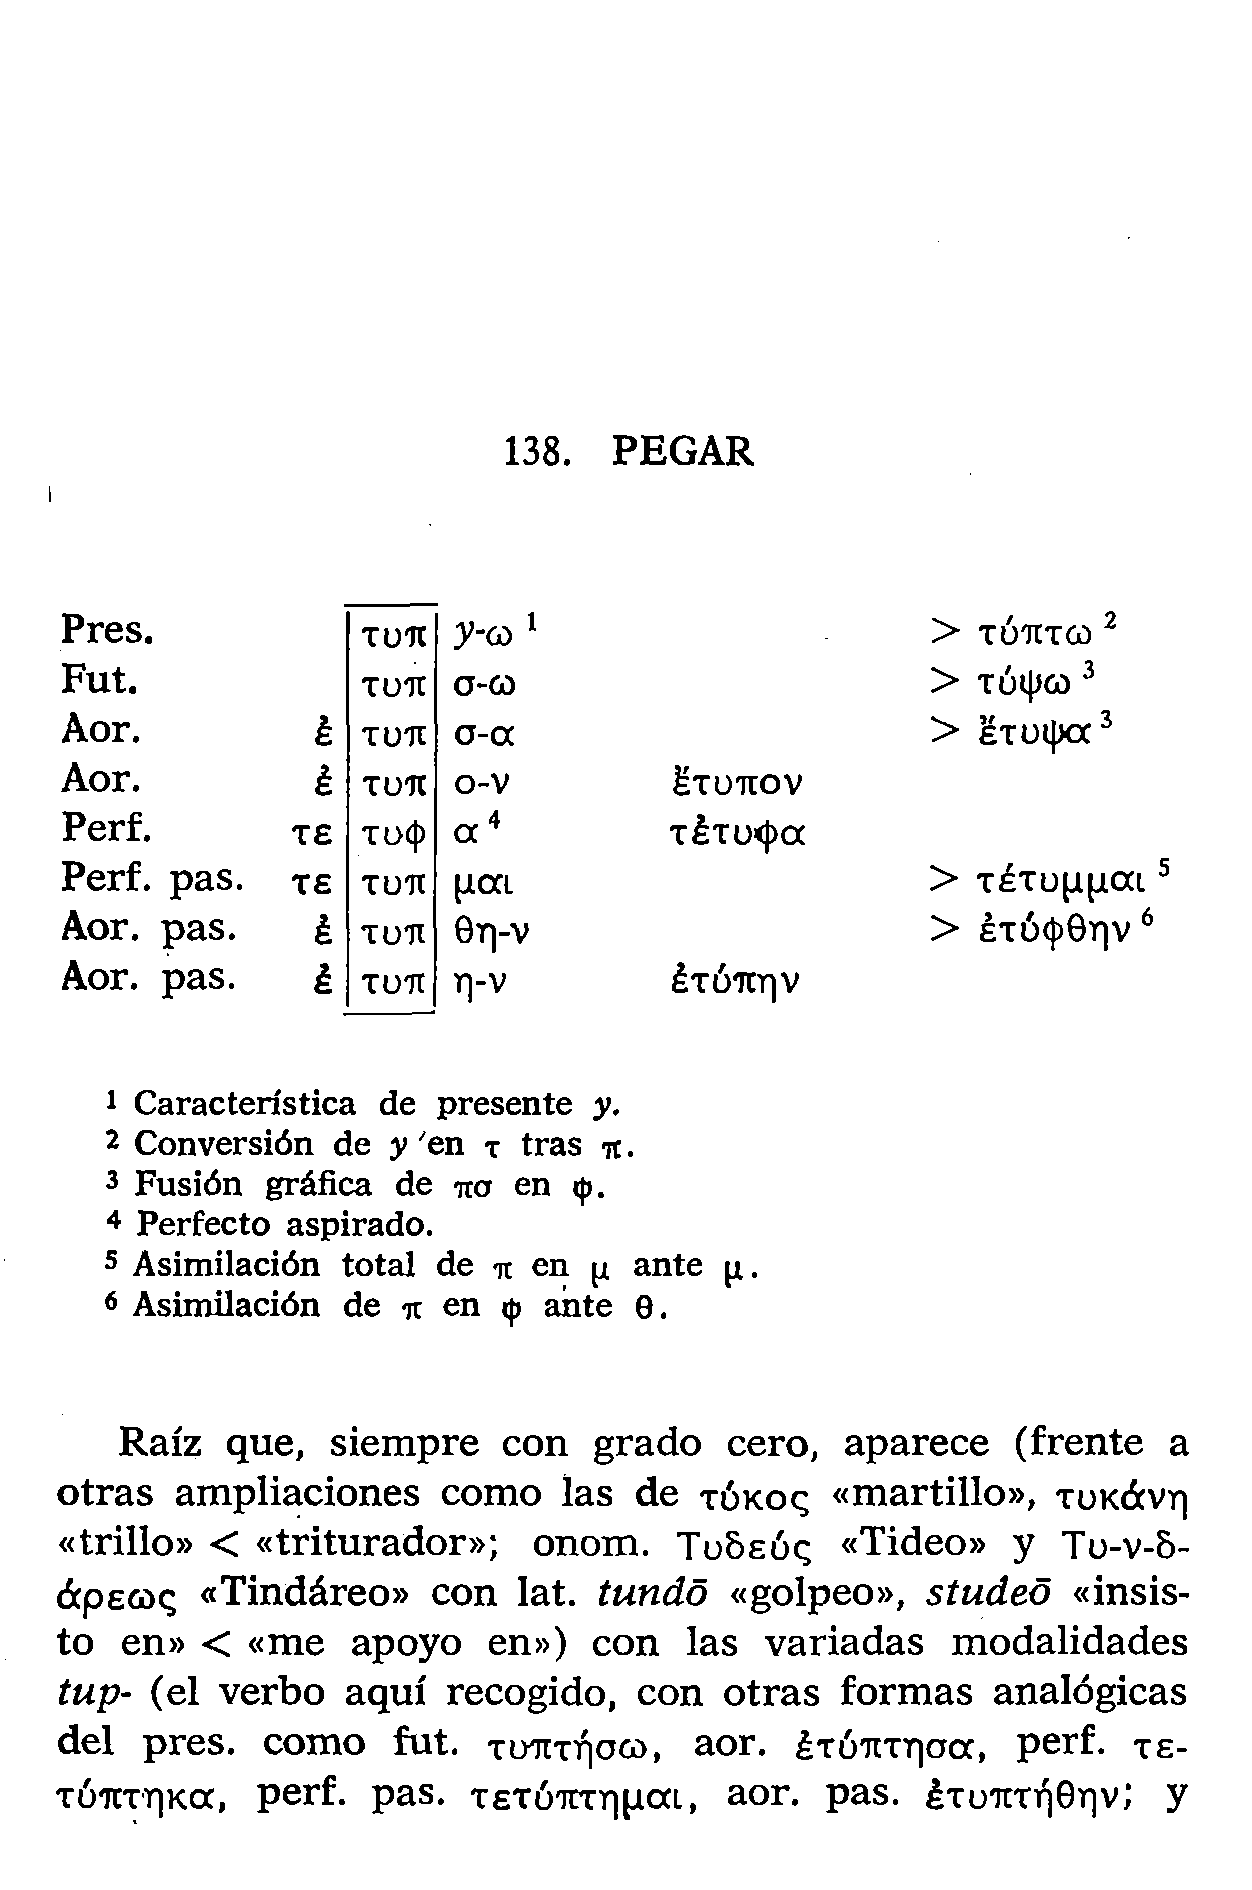 138. PEGAR
Pres. τυπ y-ω ¹ > τύπτω ²
Fut. τυπ σ-ω > τύψω ³
Aor. ἐ τυπ σ-α > ἔτυψα ³
Aor. ἐ τυπ ο-ν ἔτυπον
Perf. τε τυφ α ⁴ τέτυφα
Perf. pas. τε τυπ μαι > τέτυμμαι ⁵
Aor. pas. ἐ τυπ θη-ν > ἐτύφθην ⁶
Aor. pas. ἐ τυπ η-ν ἐτύπην
¹ Característica de presente y.
² Conversión de y en τ tras π.
³ Fusión gráfica de πσ en φ.
⁴ Perfecto aspirado.
⁵ Asimilación total de π en μ ante μ.
⁶ Asimilación de π en φ ante θ.
Raíz que, siempre con grado cero, aparece (frente a
otras ampliaciones como las de τύκος «martillo», τυκάνη
«trillo» < «triturador»; onom. Τυδεύς «Tideo» y Τυ-ν-δ-
άρεως «Tindáreo» con lat. tundō «golpeo», studeō «insis-
to en» < «me apoyo en») con las variadas modalidades
tup- (el verbo aquí recogido, con otras formas analógicas
del pres. como fut. τυπτήσω, aor. ἐτύπτησα, perf. τε-
τύπτηκα, perf. pas. τετύπτημαι, aor. pas. ἐτυπτήθην; y